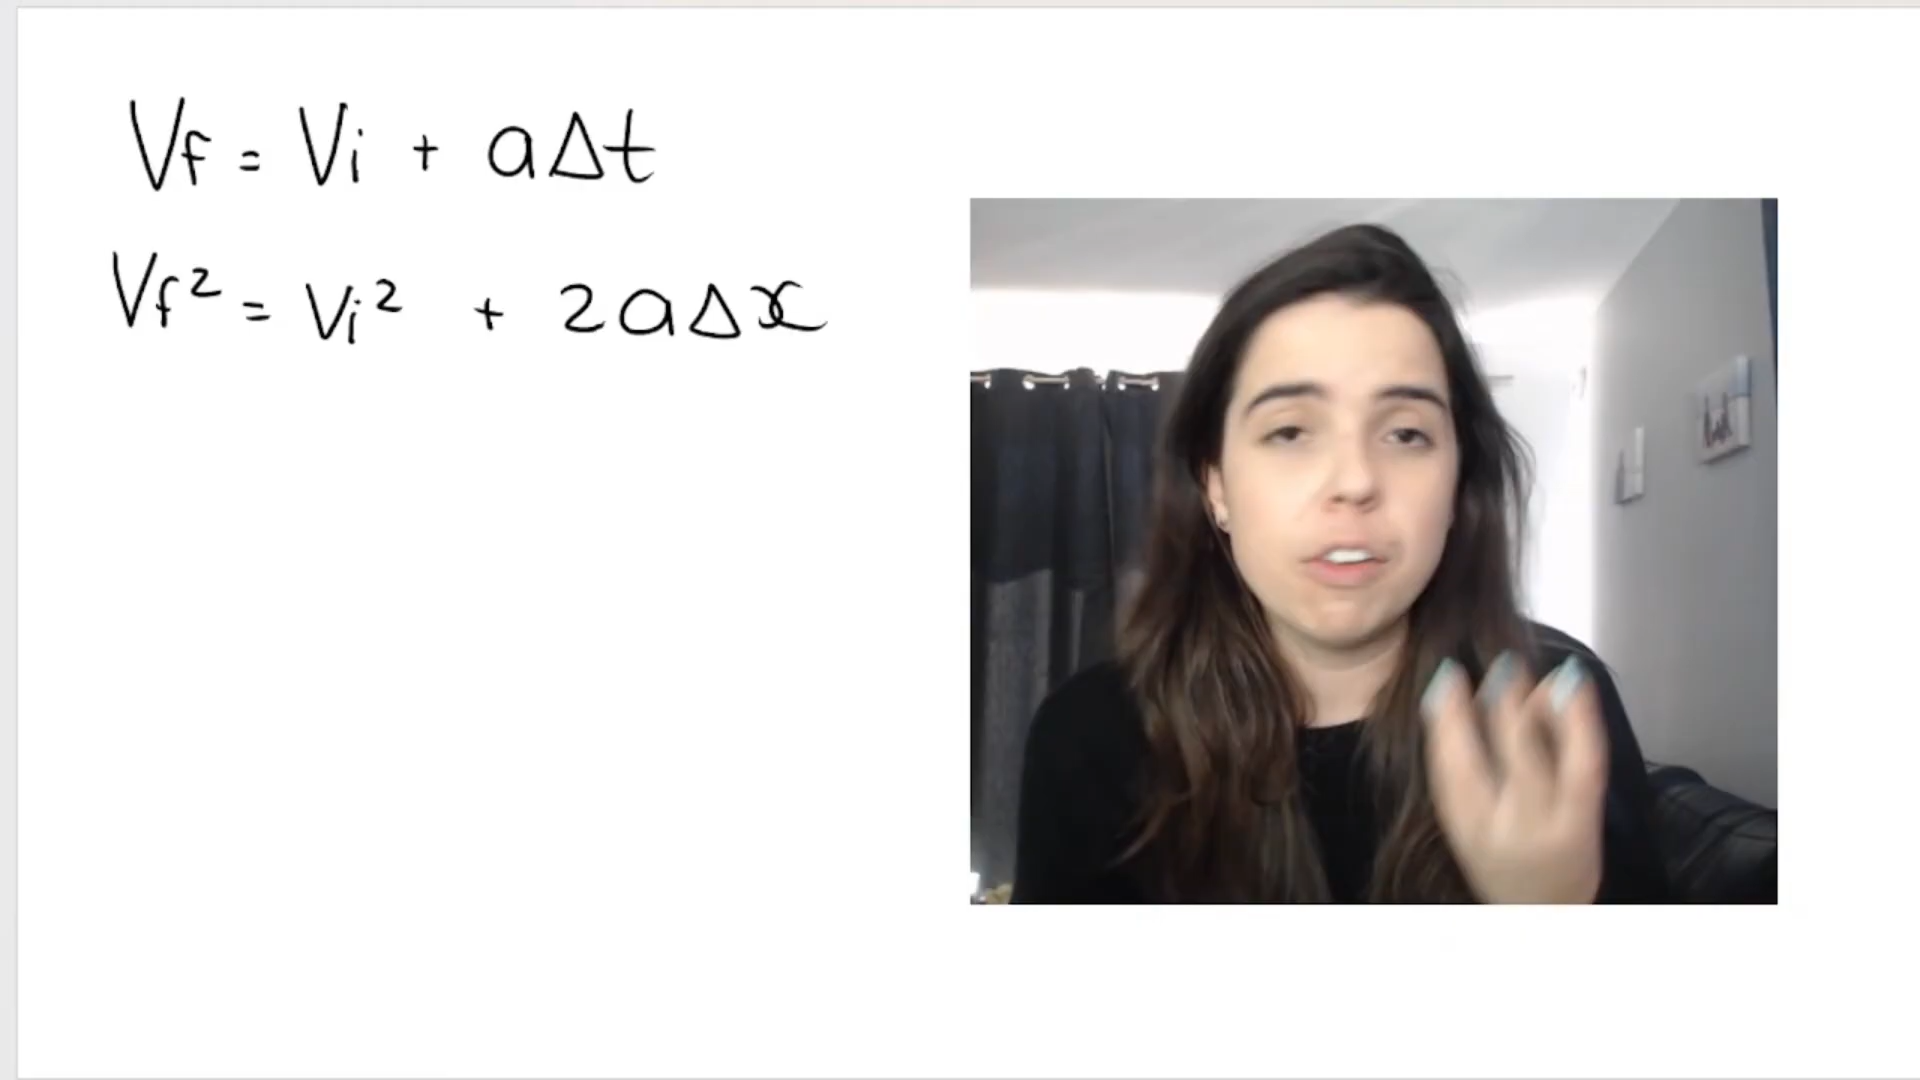 Vf = Vi + aΔt
Vf² = Vi² + 2aΔx